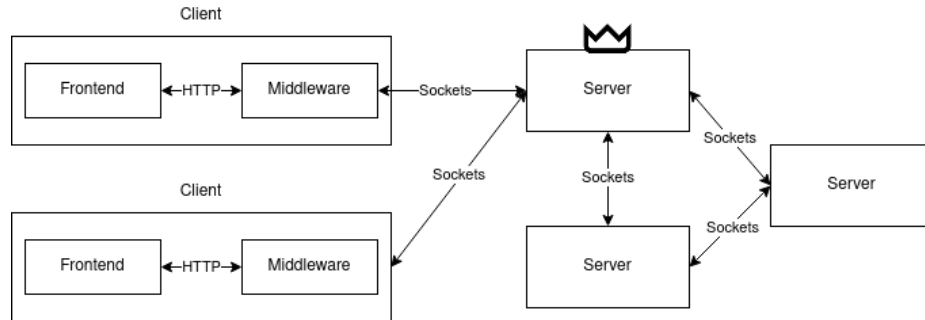 Client
Frontend
HTTP
Middleware
Sockets
Server
Sockets
Sockets
Sockets
Server
Client
Frontend
HTTP
Middleware
Server
Sockets